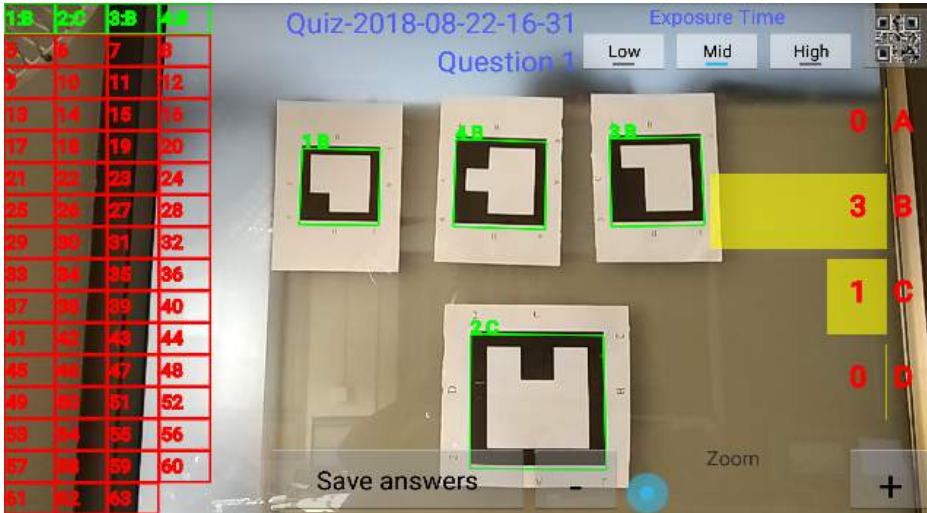 Quiz-2018-08-22-16-31
Question 1
Exposure Time
Low Mid High
1:B 2:C 3:B 4:B
5 6 7 8
9 10 11 12
13 14 15 16
17 18 19 20
21 22 23 24
25 26 27 28
29 30 31 32
33 34 35 36
37 38 39 40
41 42 43 44
45 46 47 48
49 50 51 52
53 54 55 56
57 58 59 60
61 62 63
1:B 4:B 3:B
2:C
0 A
3 B
1 C
0 D
Zoom
Save answers - +